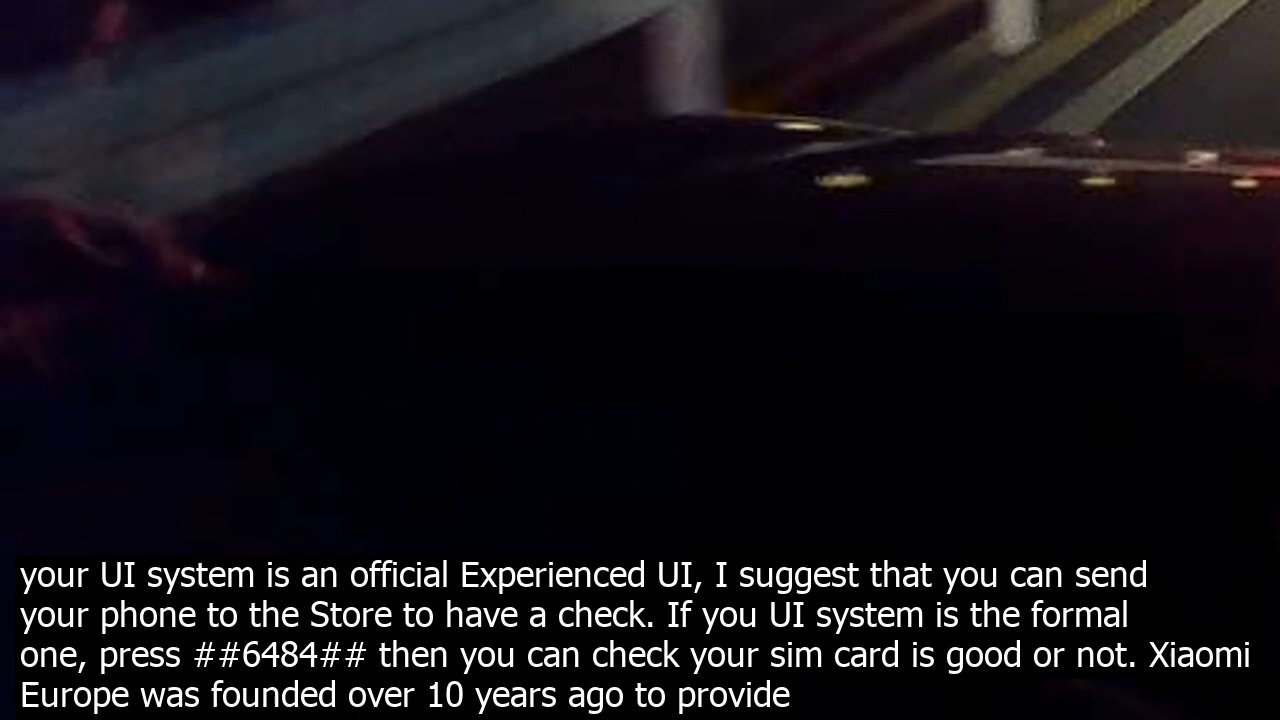 your UI system is an official Experienced UI, I suggest that you can send
your phone to the Store to have a check. If you UI system is the formal
one, press ##6484## then you can check your sim card is good or not. Xiaomi
Europe was founded over 10 years ago to provide